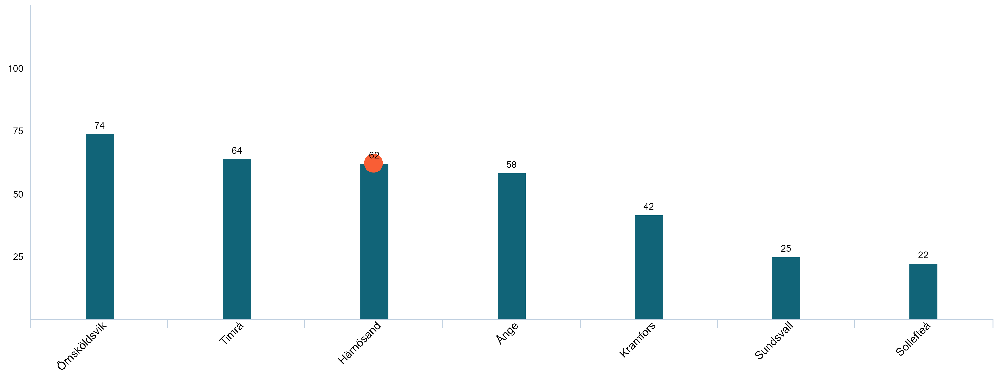 100
75
50
25
74
64
62
58
42
25
22
Örnsköldsvik
Timrå
Härnösand
Ånge
Kramfors
Sundsvall
Sollefteå